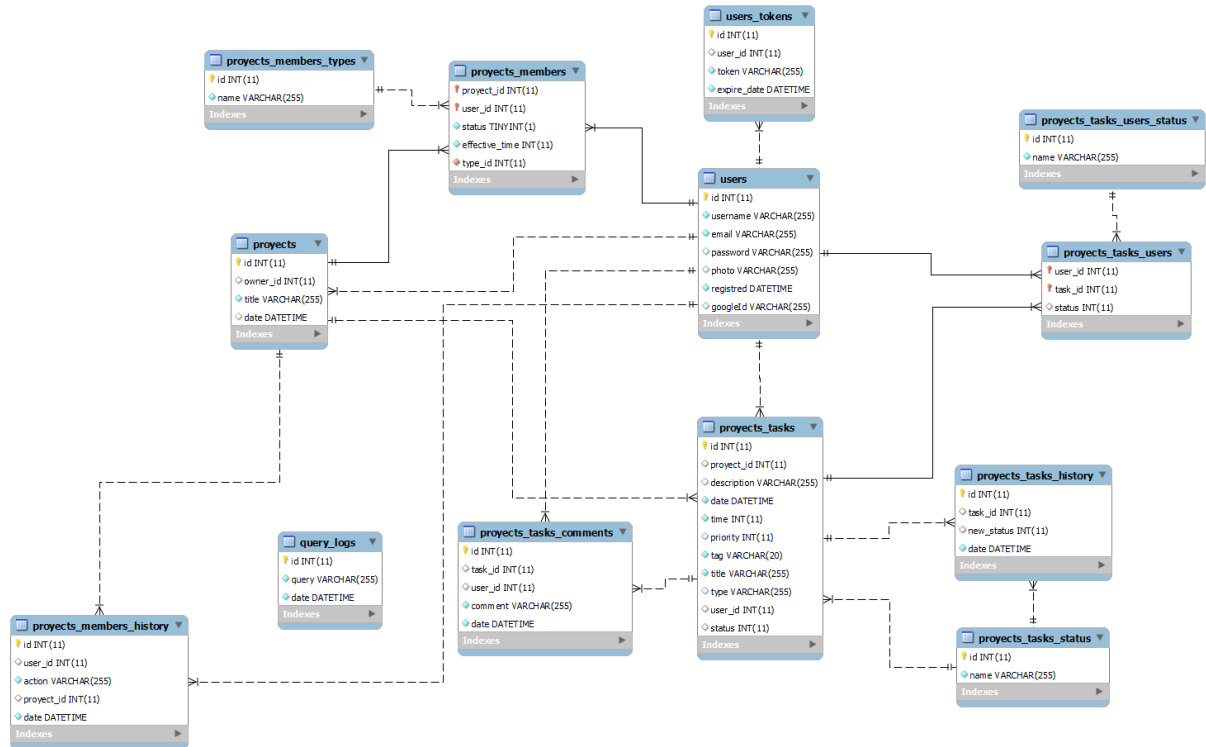 users_tokens
id INT(11)
user_id INT(11)
token VARCHAR(255)
expire_date DATETIME
Indexes
proyects_members_types
id INT(11)
name VARCHAR(255)
Indexes
proyects_members
proyect_id INT(11)
user_id INT(11)
status TINYINT(1)
effective_time INT(11)
type_id INT(11)
Indexes
proyects_tasks_users_status
id INT(11)
name VARCHAR(255)
Indexes
users
id INT(11)
username VARCHAR(255)
email VARCHAR(255)
password VARCHAR(255)
photo VARCHAR(255)
registred DATETIME
googleId VARCHAR(255)
Indexes
proyects
id INT(11)
owner_id INT(11)
title VARCHAR(255)
date DATETIME
Indexes
proyects_tasks_users
user_id INT(11)
task_id INT(11)
status INT(11)
Indexes
proyects_tasks
id INT(11)
proyect_id INT(11)
description VARCHAR(255)
date DATETIME
time INT(11)
priority INT(11)
tag VARCHAR(20)
title VARCHAR(255)
type VARCHAR(255)
user_id INT(11)
status INT(11)
Indexes
proyects_tasks_history
id INT(11)
task_id INT(11)
new_status INT(11)
date DATETIME
Indexes
proyects_tasks_comments
id INT(11)
task_id INT(11)
user_id INT(11)
comment VARCHAR(255)
date DATETIME
Indexes
query_logs
id INT(11)
query VARCHAR(255)
date DATETIME
Indexes
proyects_members_history
id INT(11)
user_id INT(11)
action VARCHAR(255)
proyect_id INT(11)
date DATETIME
Indexes
proyects_tasks_status
id INT(11)
name VARCHAR(255)
Indexes